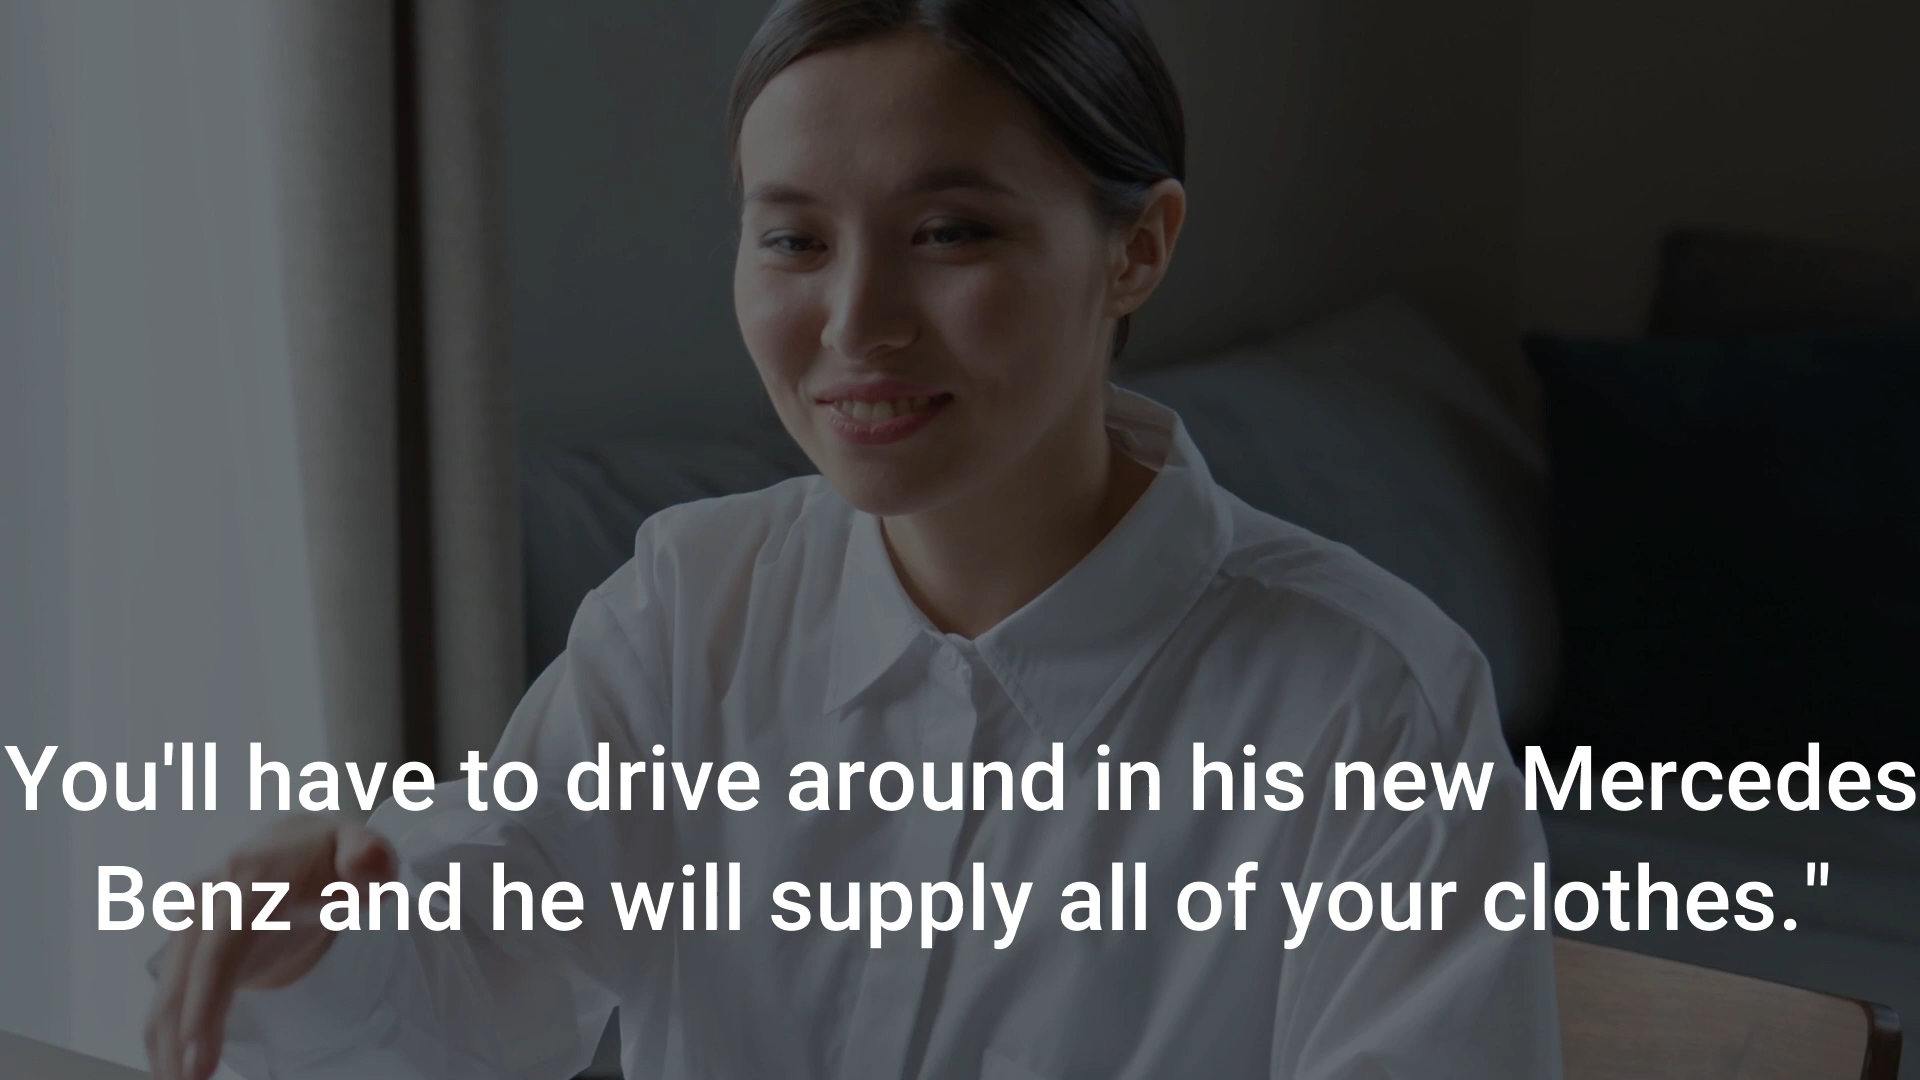 You'll have to drive around in his new Mercedes
Benz and he will supply all of your clothes."